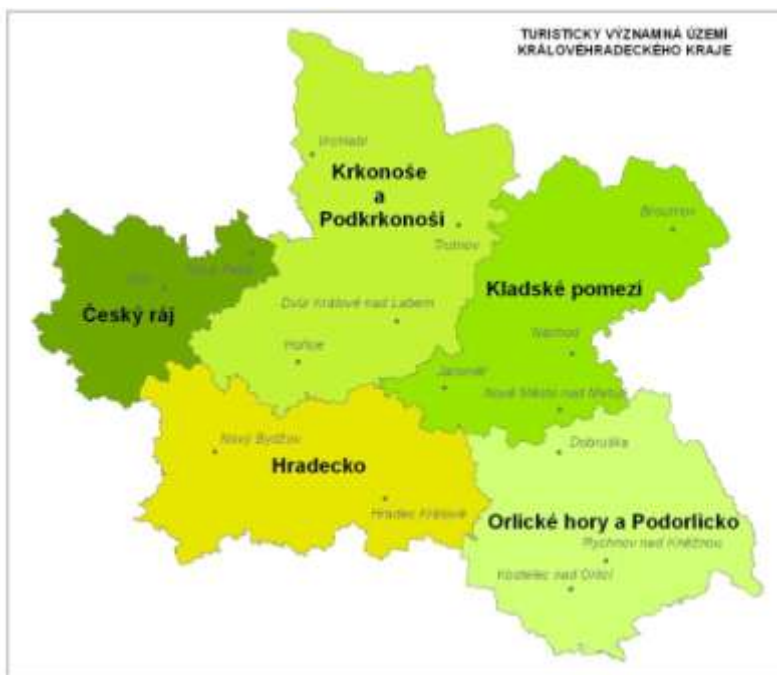 TURISTICKY VÝZNAMNÁ ÚZEMÍ
KRÁLOVÉHRADECKÉHO KRAJE
Vrchlabí
Krkonoše
a
Podkrkonoší
Broumov
Trutnov
Český ráj
Kladské pomezí
Dvůr Králové nad Labem
Hořice
Náchod
Jaroměř
Nové Město nad Metují
Nový Bydžov
Hradecko
Dobruška
Hradec Králové
Orlické hory a Podorlicko
Rychnov nad Kněžnou
Kostelec nad Orlicí